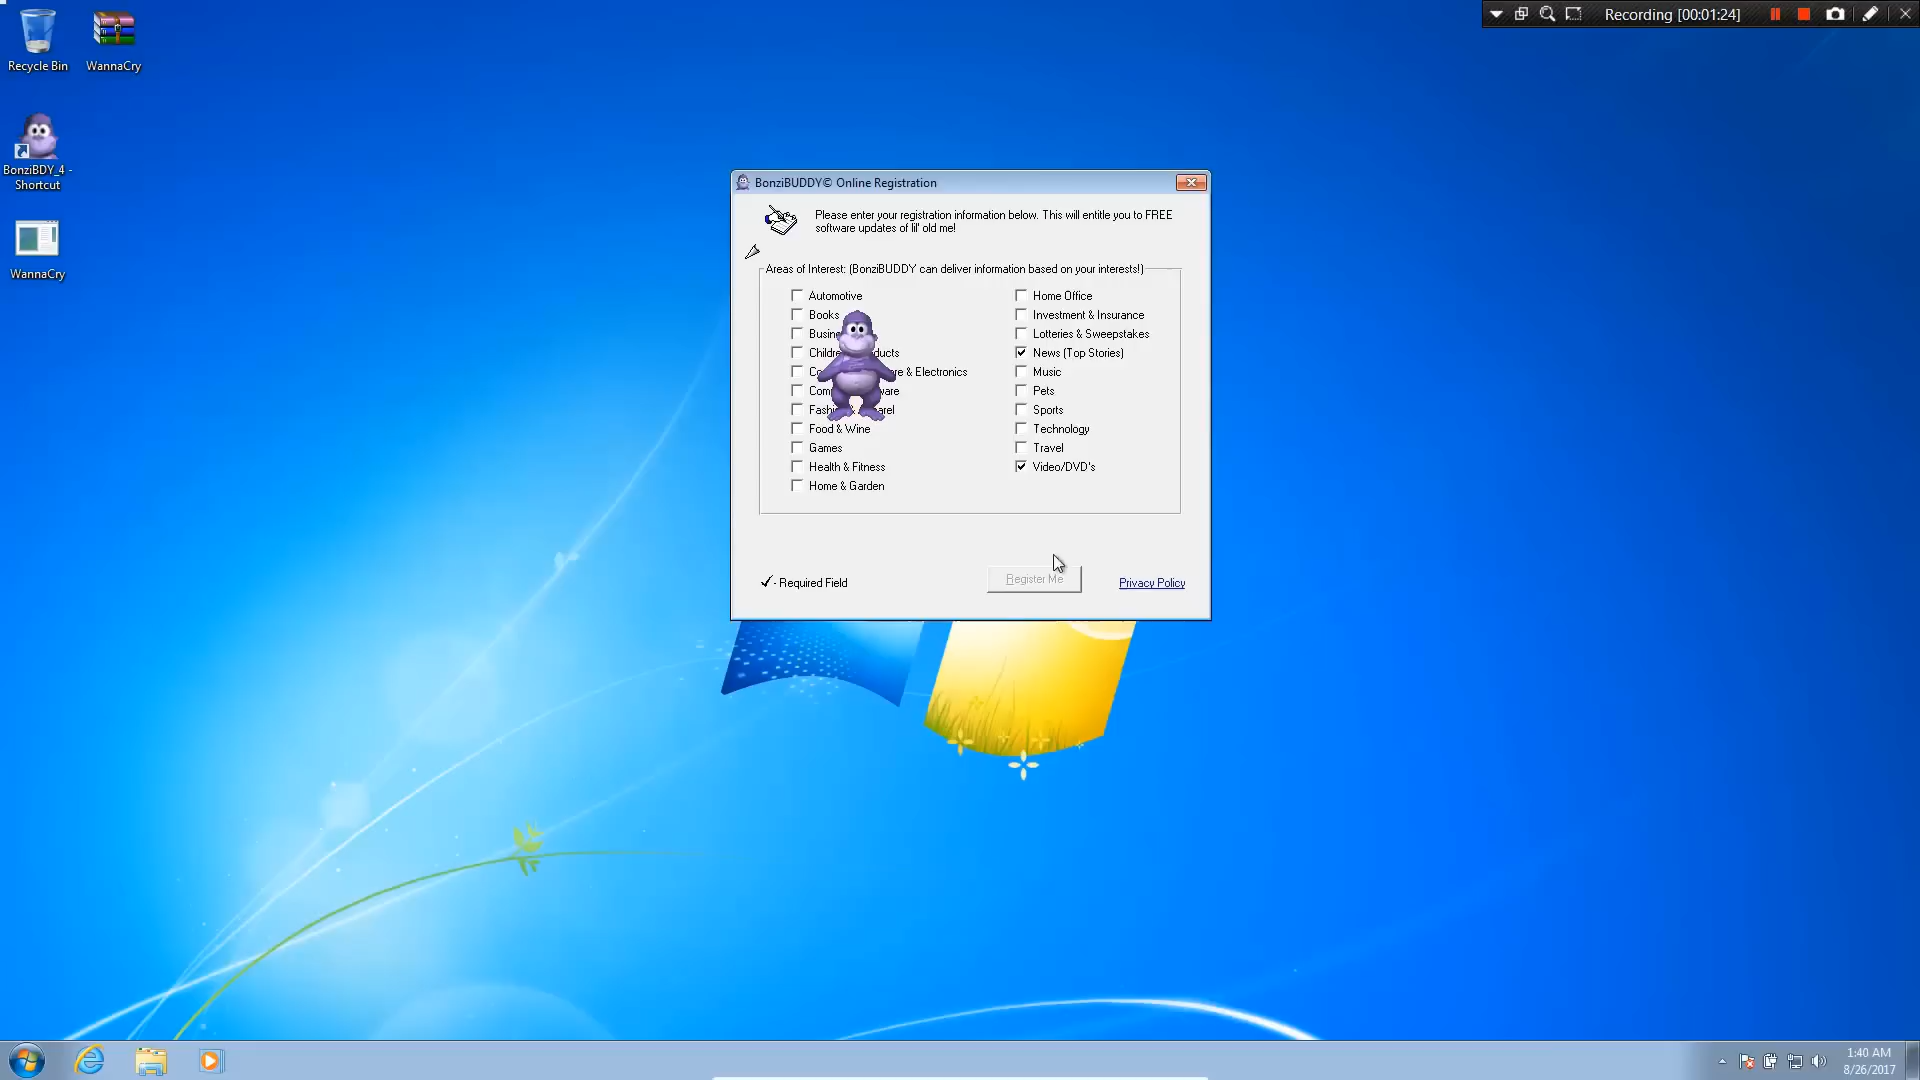 Recording [00:01:24]
Recycle Bin
WannaCry
BonziBDY_4 -
Shortcut
WannaCry
BonziBUDDY© Online Registration
Please enter your registration information below. This will entitle you to FREE
software updates of lil' old me!
Areas of Interest: (BonziBUDDY can deliver information based on your interests!)
Automotive
Books
Food & Wine
Games
Health & Fitness
Home & Garden
& Electronics
Home Office
Investment & Insurance
Lotteries & Sweepstakes
News (Top Stories)
Music
Pets
Sports
Technology
Travel
Video/DVD's
- Required Field
Register Me
Privacy Policy
1:40 AM
8/26/2017